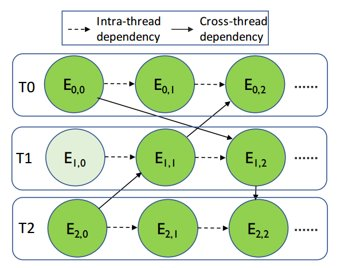 Intra-thread dependency
Cross-thread dependency
T0 E0,0 E0,1 E0,2 ......
T1 E1,0 E1,1 E1,2 ......
T2 E2,0 E2,1 E2,2 ......